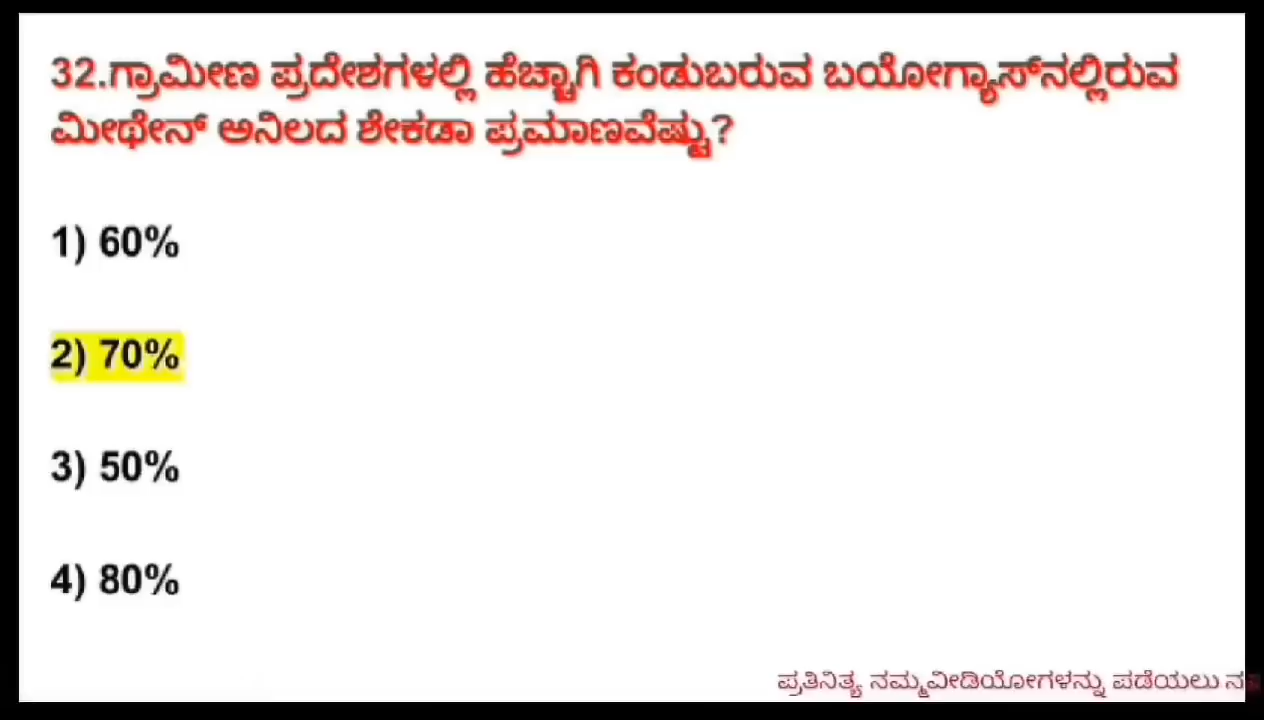 32.ಗ್ರಾಮೀಣ ಪ್ರದೇಶಗಳಲ್ಲಿ ಹೆಚ್ಚಾಗಿ ಕಂಡುಬರುವ ಬಯೋಗ್ಯಾಸ್‌ನಲ್ಲಿರುವ
ಮೀಥೇನ್ ಅನಿಲದ ಶೇಕಡಾ ಪ್ರಮಾಣವೆಷ್ಟು?
1) 60%
2) 70%
3) 50%
4) 80%
ಪ್ರತಿನಿತ್ಯ ನಮ್ಮವೀಡಿಯೋಗಳನ್ನು ಪಡೆಯಲು